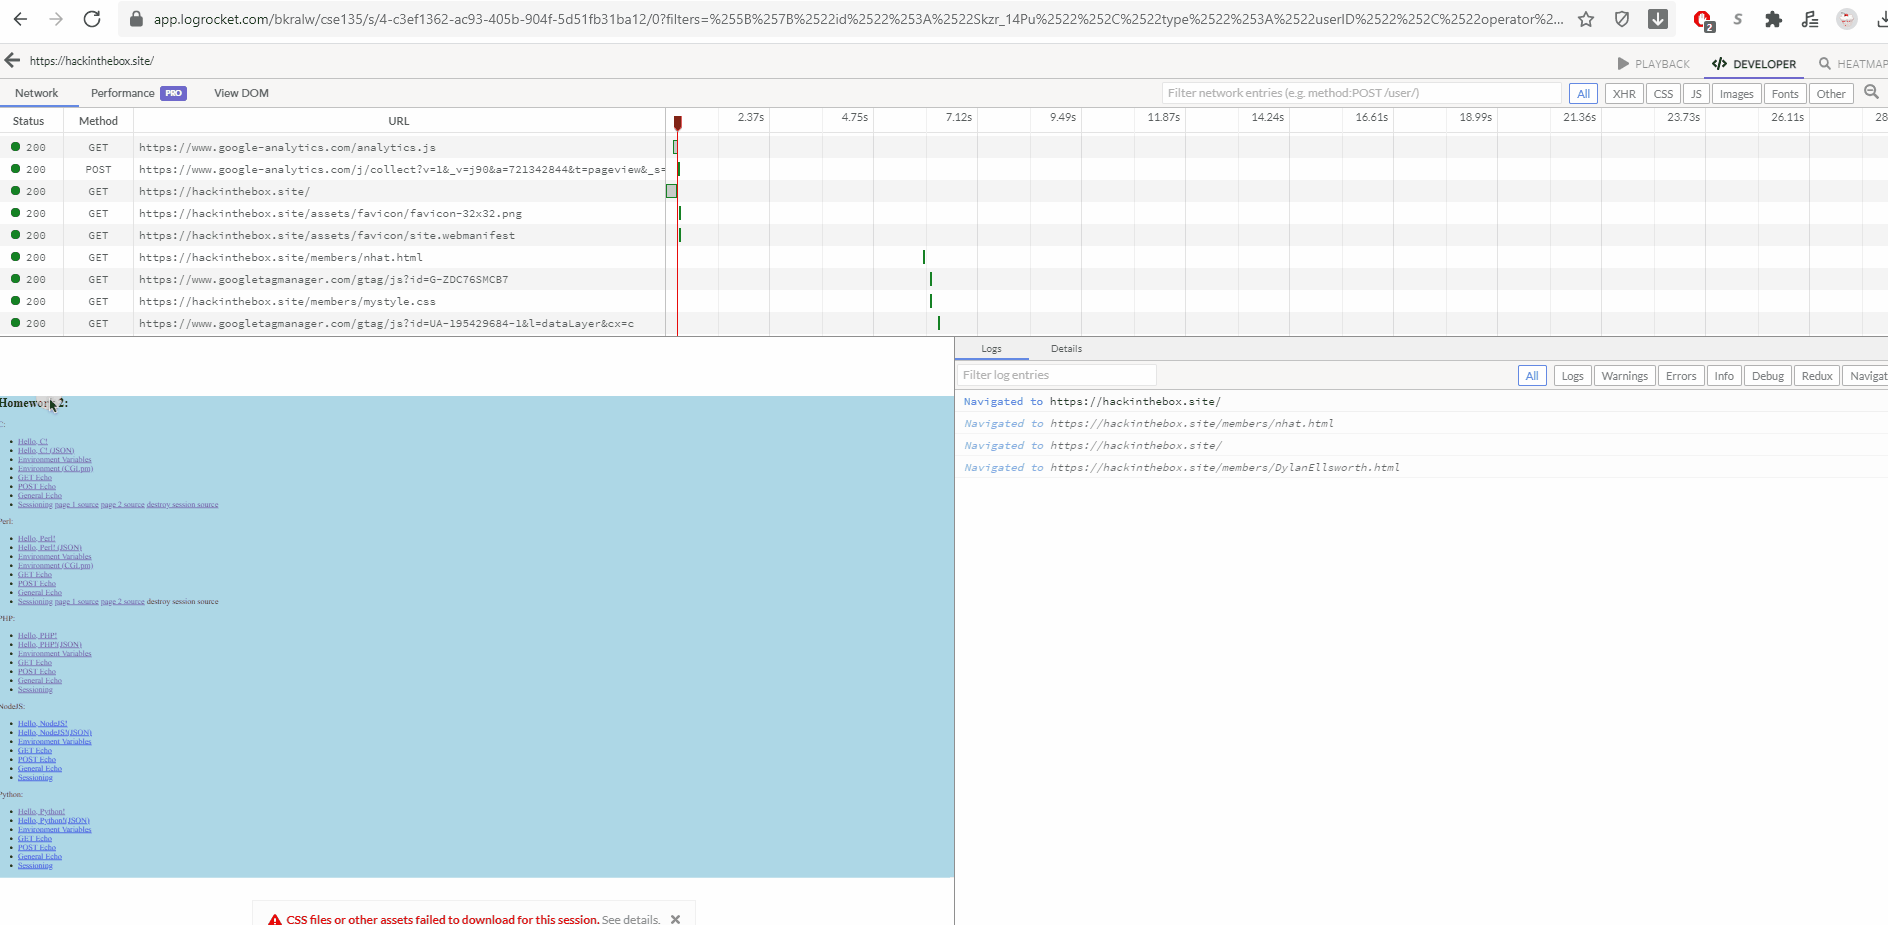 app.logrocket.com/bkralw/cse135/s/4-c3ef1362-ac93-405b-904f-5d51fb31ba12/0?filters=%255B%257B%2522id%2522%253A%2522Skzr_14Pu%2522%252C%2522type%2522%253A%2522userID%2522%252C%2522operator%2...
2
https://hackinthebox.site/
PLAYBACK
DEVELOPER
HEATMAP
Network Performance PRO View DOM
Filter network entries (e.g. method:POST /user/)
All XHR CSS JS Images Fonts Other
Status Method URL
2.37s 4.75s 7.12s 9.49s 11.87s 14.24s 16.61s 18.99s 21.36s 23.73s 26.11s 28
200 GET https://www.google-analytics.com/analytics.js
200 POST https://www.google-analytics.com/j/collect?v=1&_v=j90&a=721342844&t=pageview&_s=
200 GET https://hackinthebox.site/
200 GET https://hackinthebox.site/assets/favicon/favicon-32x32.png
200 GET https://hackinthebox.site/assets/favicon/site.webmanifest
200 GET https://hackinthebox.site/members/nhat.html
200 GET https://www.googletagmanager.com/gtag/js?id=G-ZDC76SMCB7
200 GET https://hackinthebox.site/members/mystyle.css
200 GET https://www.googletagmanager.com/gtag/js?id=UA-195429684-1&l=dataLayer&cx=c
Homework 2:
C:
Hello, C!
Hello, C! (JSON)
Environment Variables
Environment (CGI.pm)
GET Echo
POST Echo
General Echo
Sessioning page 1 source page 2 source destroy session source
Perl:
Hello, Perl!
Hello, Perl! (JSON)
Environment Variables
Environment (CGI.pm)
GET Echo
POST Echo
General Echo
Sessioning page 1 source page 2 source destroy session source
PHP:
Hello, PHP!
Hello, PHP!(JSON)
Environment Variables
GET Echo
POST Echo
General Echo
Sessioning
NodeJS:
Hello, NodeJS!
Hello, NodeJS!(JSON)
Environment Variables
GET Echo
POST Echo
General Echo
Sessioning
Python:
Hello, Python!
Hello, Python!(JSON)
Environment Variables
GET Echo
POST Echo
General Echo
Sessioning
CSS files or other assets failed to download for this session. See details.
Logs Details
Filter log entries
All Logs Warnings Errors Info Debug Redux Navigat
Navigated to https://hackinthebox.site/
Navigated to https://hackinthebox.site/members/nhat.html
Navigated to https://hackinthebox.site/
Navigated to https://hackinthebox.site/members/DylanEllsworth.html